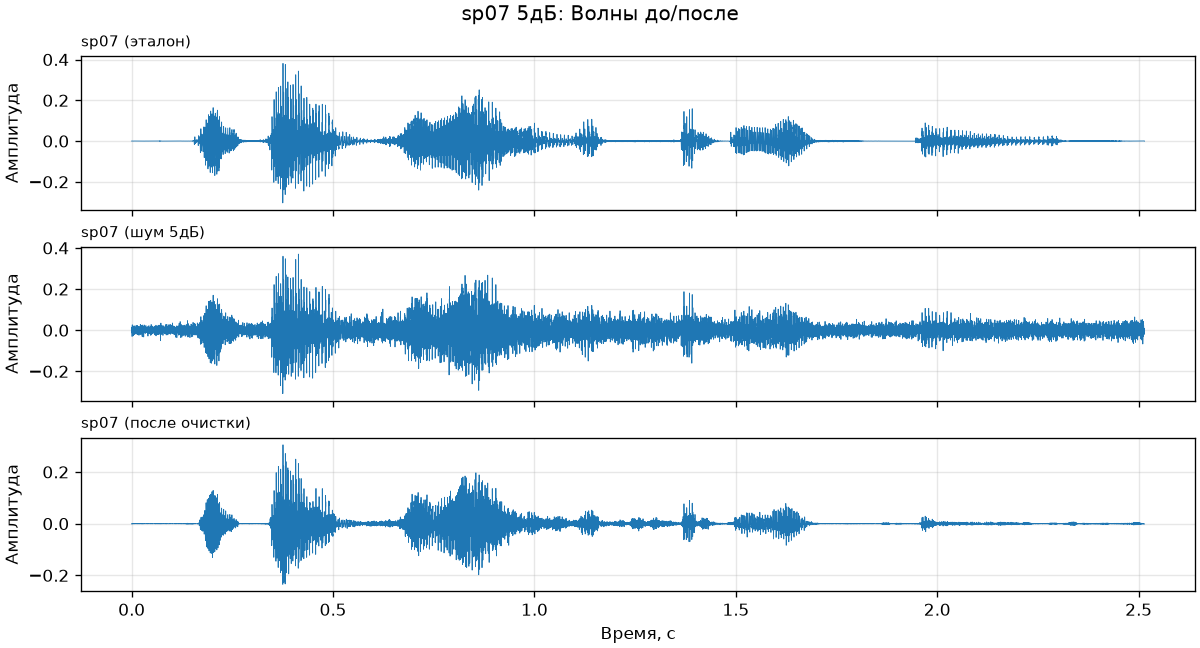 sp07 5дБ: Волны до/после
sp07 (эталон)
Амплитуда
0.4
0.2
0.0
−0.2
sp07 (шум 5дБ)
Амплитуда
0.4
0.2
0.0
−0.2
sp07 (после очистки)
Амплитуда
0.2
0.0
−0.2
0.0 0.5 1.0 1.5 2.0 2.5
Время, с